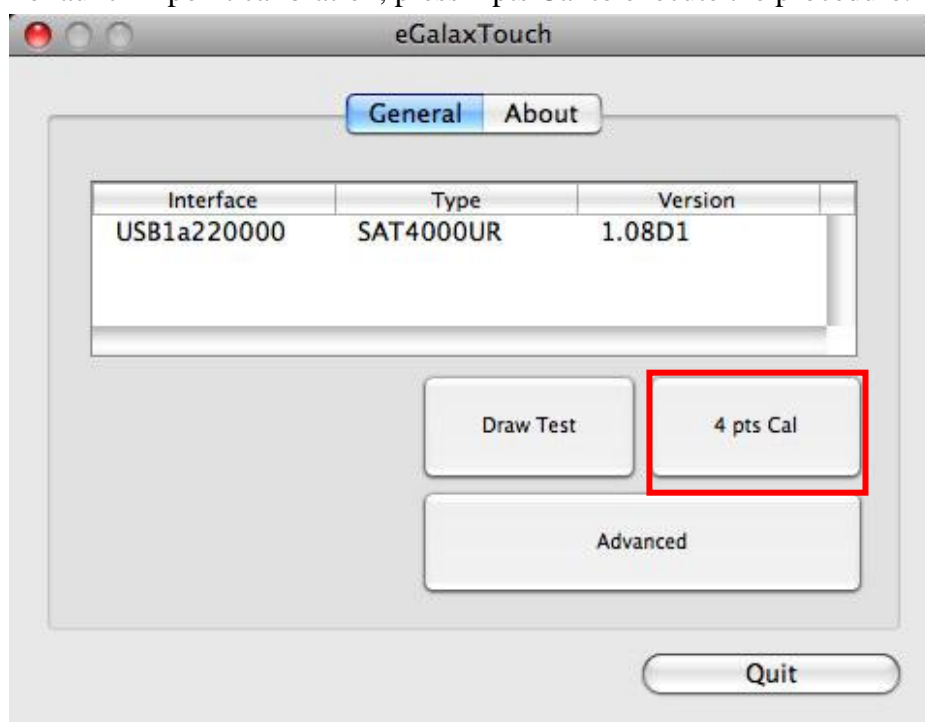 eGalaxTouch
General About
Interface Type Version
USB1a220000 SAT4000UR 1.08D1
Draw Test 4 pts Cal
Advanced
Quit